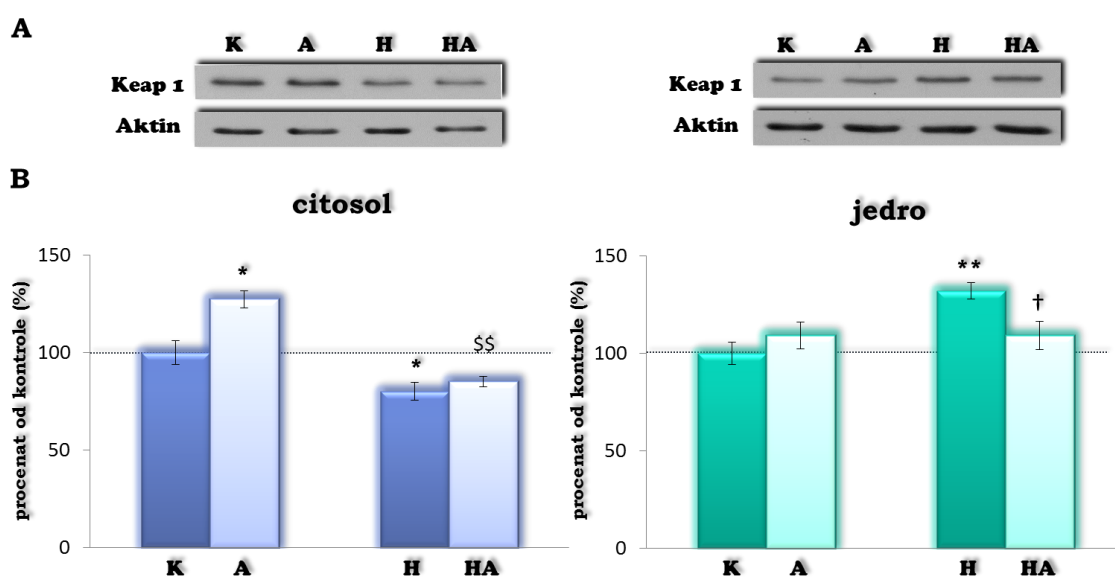 A
K A H HA
Keap 1
Aktin
K A H HA
Keap 1
Aktin
B
citosol
procenat od kontrole (%)
150
100
50
0
*
*
$$
K A H HA
jedro
procenat od kontrole (%)
150
100
50
0
**
†
K A H HA